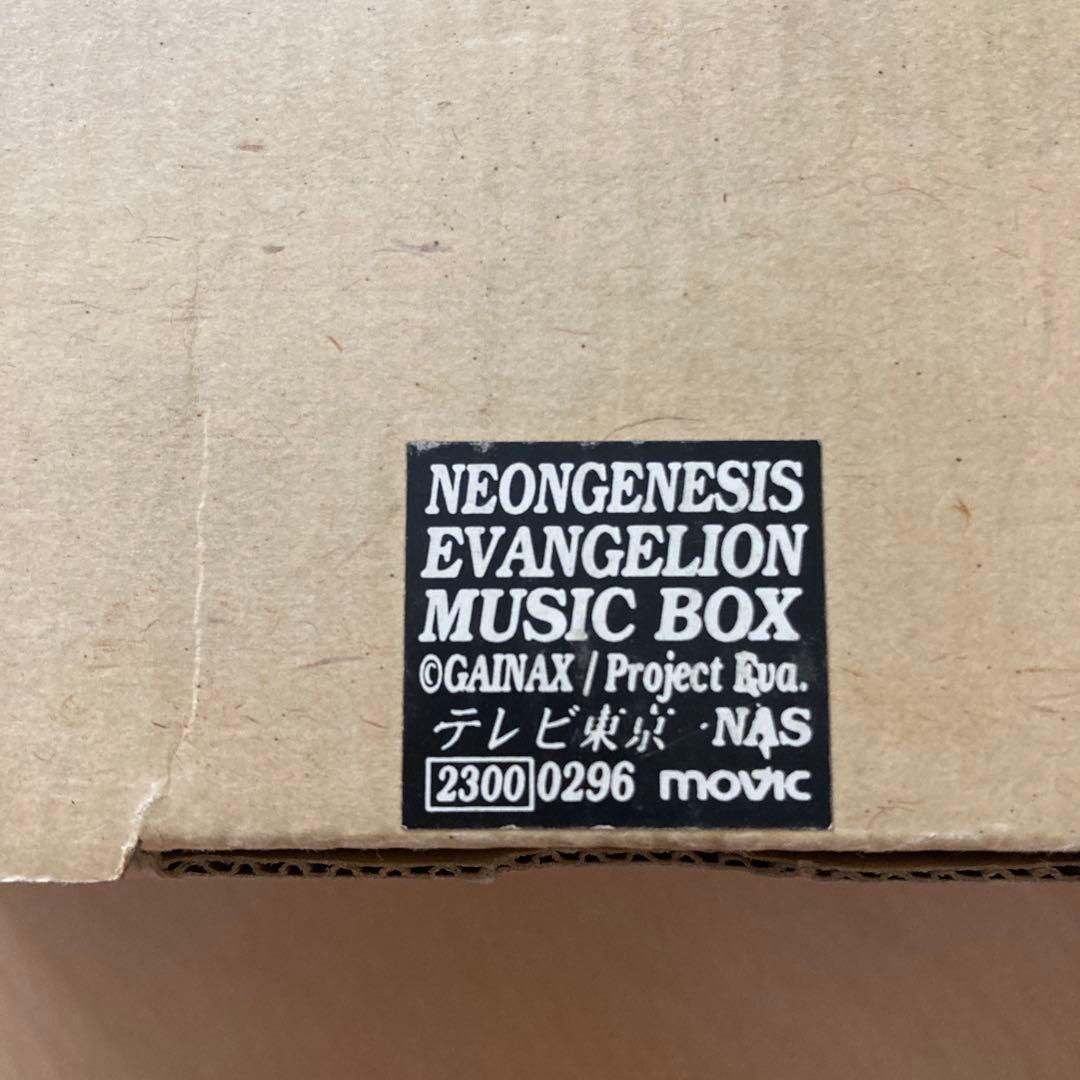 NEONGENESIS
EVANGELION
MUSIC BOX
©GAINAX / Project Eva.
テレビ東京・NAS
2300 0296 movic